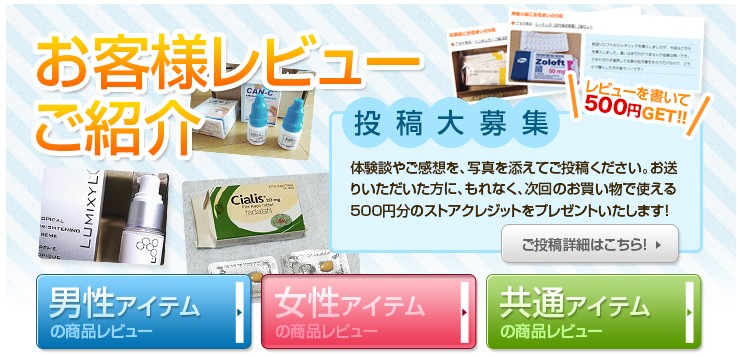 お客様レビュー
ご紹介
CAN-C
CAN-C
Zoloft
50 mg
レビューを書いて
500円GET!!
投稿大募集
体験談やご感想を、写真を添えてご投稿ください。お送
りいただいた方に、もれなく、次回のお買い物で使える
500円分のストアクレジットをプレゼントいたします!
ご投稿詳細はこちら!
LUMIXYL
Cialis 20 mg
tadalafil
男性アイテム
の商品レビュー
女性アイテム
の商品レビュー
共通アイテム
の商品レビュー